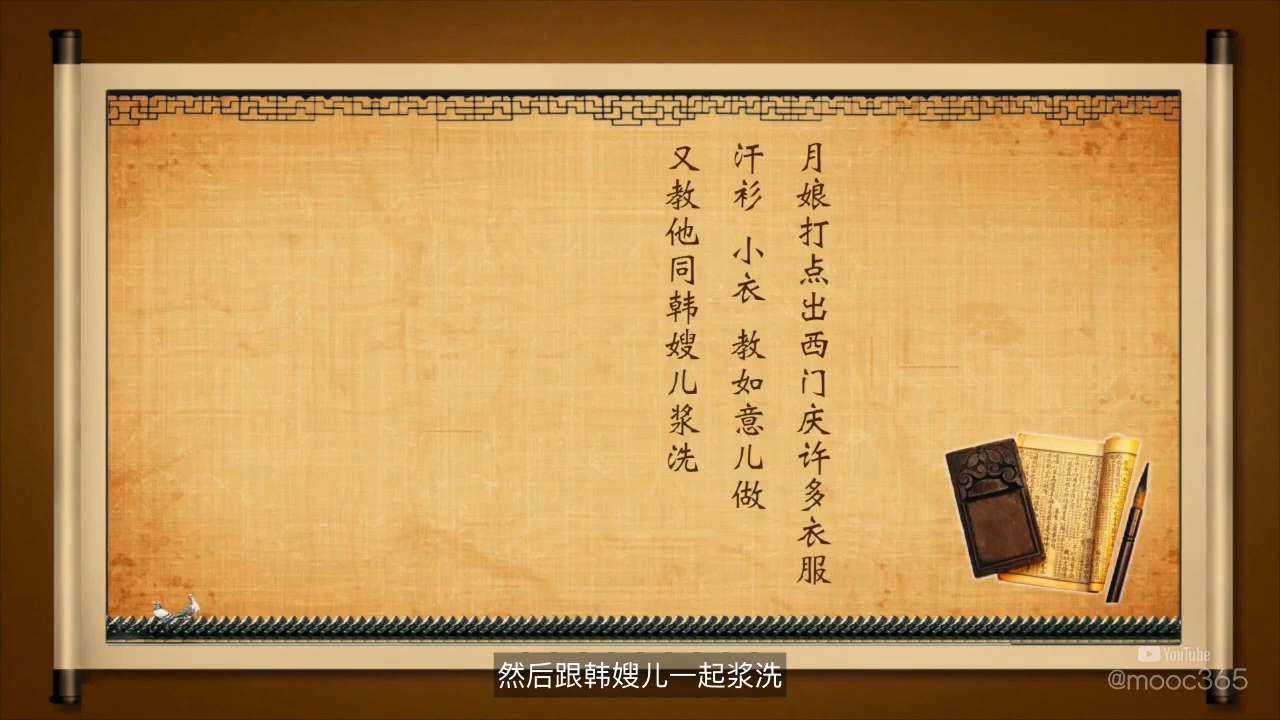 月娘打点出西门庆许多衣服
汗衫 小衣 教如意儿做
又教他同韩嫂儿浆洗
然后跟韩嫂儿一起浆洗
YouTube
@mooc365